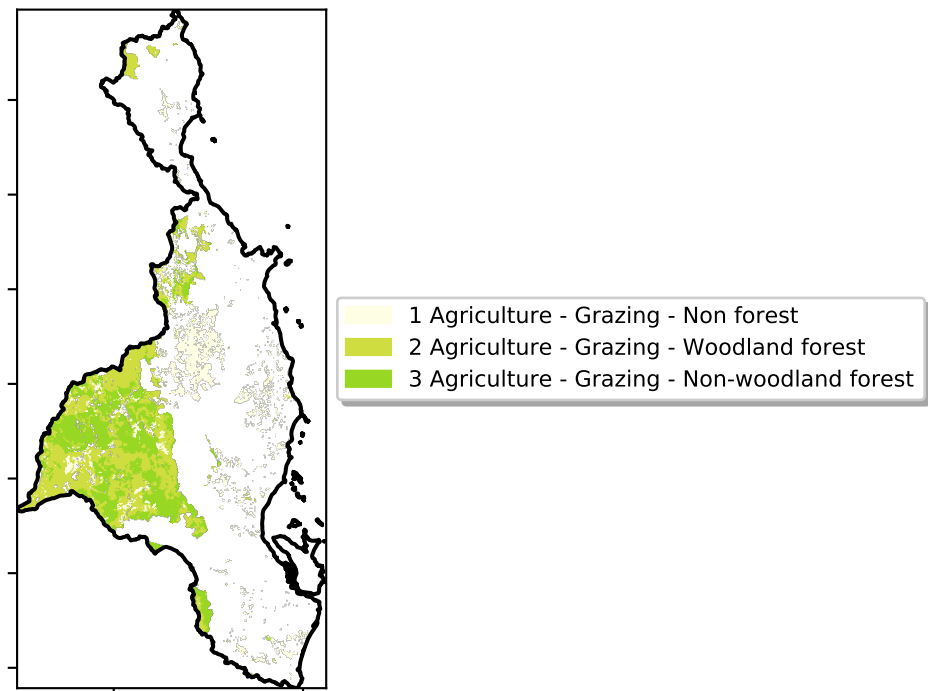 1 Agriculture - Grazing - Non forest
2 Agriculture - Grazing - Woodland forest
3 Agriculture - Grazing - Non-woodland forest